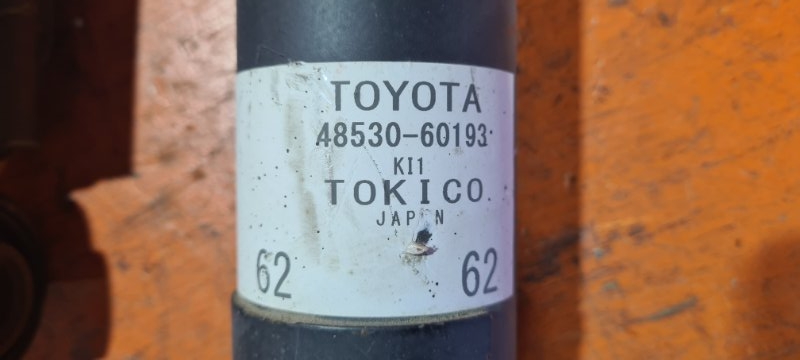 TOYOTA
48530-60193
KI1
TOKICO
JAPAN
62 62